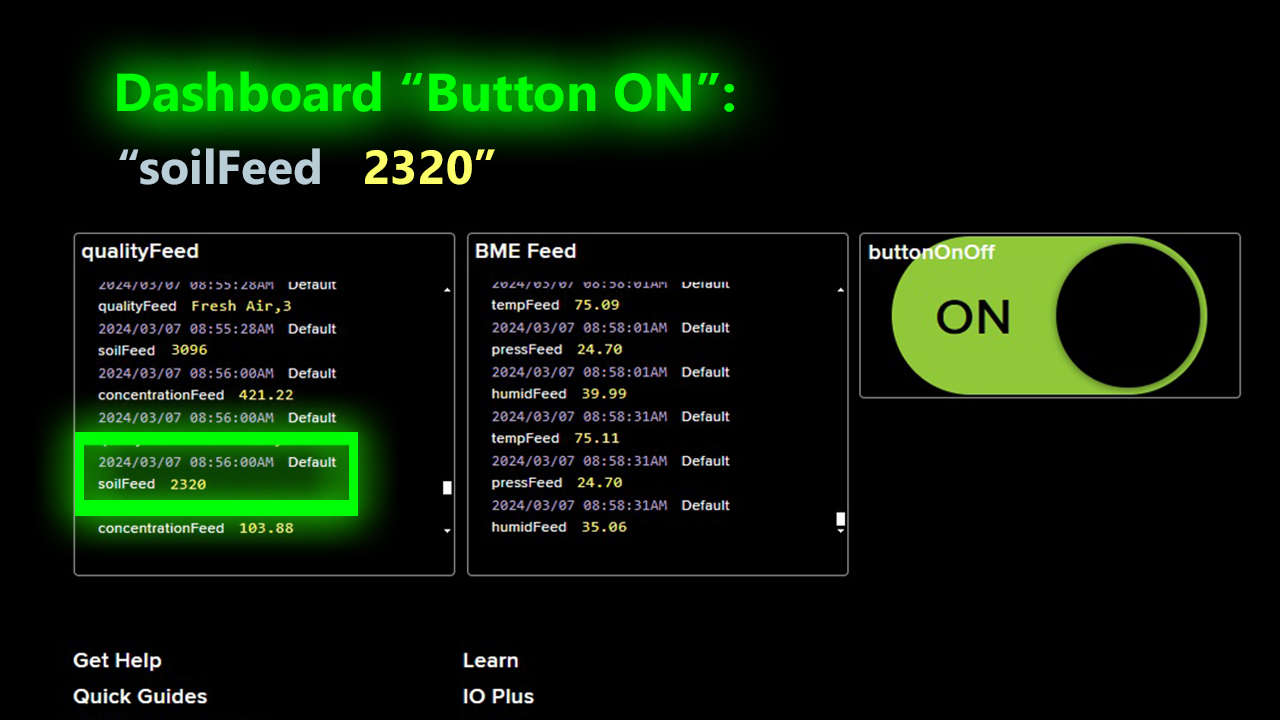 Dashboard “Button ON”:
“soilFeed 2320”
qualityFeed
2024/03/07 08:55:28AM Default
qualityFeed Fresh Air,3
2024/03/07 08:55:28AM Default
soilFeed 3096
2024/03/07 08:56:00AM Default
concentrationFeed 421.22
2024/03/07 08:56:00AM Default
2024/03/07 08:56:00AM Default
soilFeed 2320
concentrationFeed 103.88
BME Feed
2024/03/07 08:58:01AM Default
tempFeed 75.09
2024/03/07 08:58:01AM Default
pressFeed 24.70
2024/03/07 08:58:01AM Default
humidFeed 39.99
2024/03/07 08:58:31AM Default
tempFeed 75.11
2024/03/07 08:58:31AM Default
pressFeed 24.70
2024/03/07 08:58:31AM Default
humidFeed 35.06
buttonOnOff
ON
Get Help
Quick Guides
Learn
IO Plus